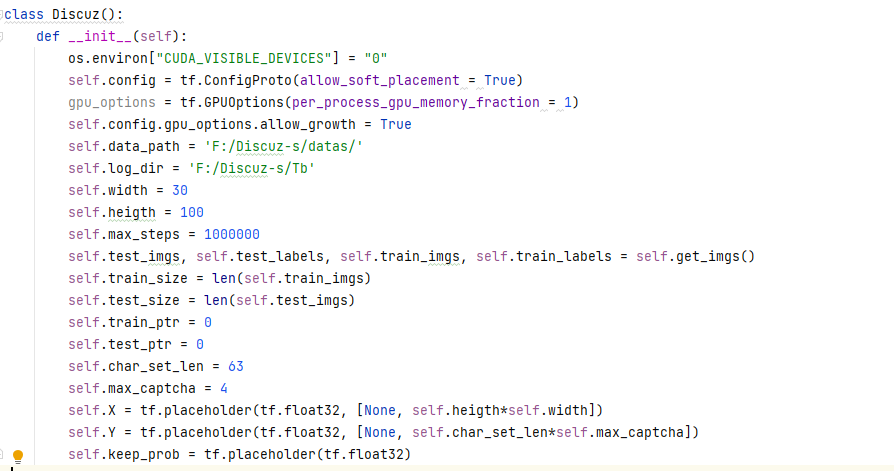 class Discuz():
def __init__(self):
os.environ["CUDA_VISIBLE_DEVICES"] = "0"
self.config = tf.ConfigProto(allow_soft_placement = True)
gpu_options = tf.GPUOptions(per_process_gpu_memory_fraction = 1)
self.config.gpu_options.allow_growth = True
self.data_path = 'F:/Discuz-s/datas/'
self.log_dir = 'F:/Discuz-s/Tb'
self.width = 30
self.heigth = 100
self.max_steps = 1000000
self.test_imgs, self.test_labels, self.train_imgs, self.train_labels = self.get_imgs()
self.train_size = len(self.train_imgs)
self.test_size = len(self.test_imgs)
self.train_ptr = 0
self.test_ptr = 0
self.char_set_len = 63
self.max_captcha = 4
self.X = tf.placeholder(tf.float32, [None, self.heigth*self.width])
self.Y = tf.placeholder(tf.float32, [None, self.char_set_len*self.max_captcha])
self.keep_prob = tf.placeholder(tf.float32)